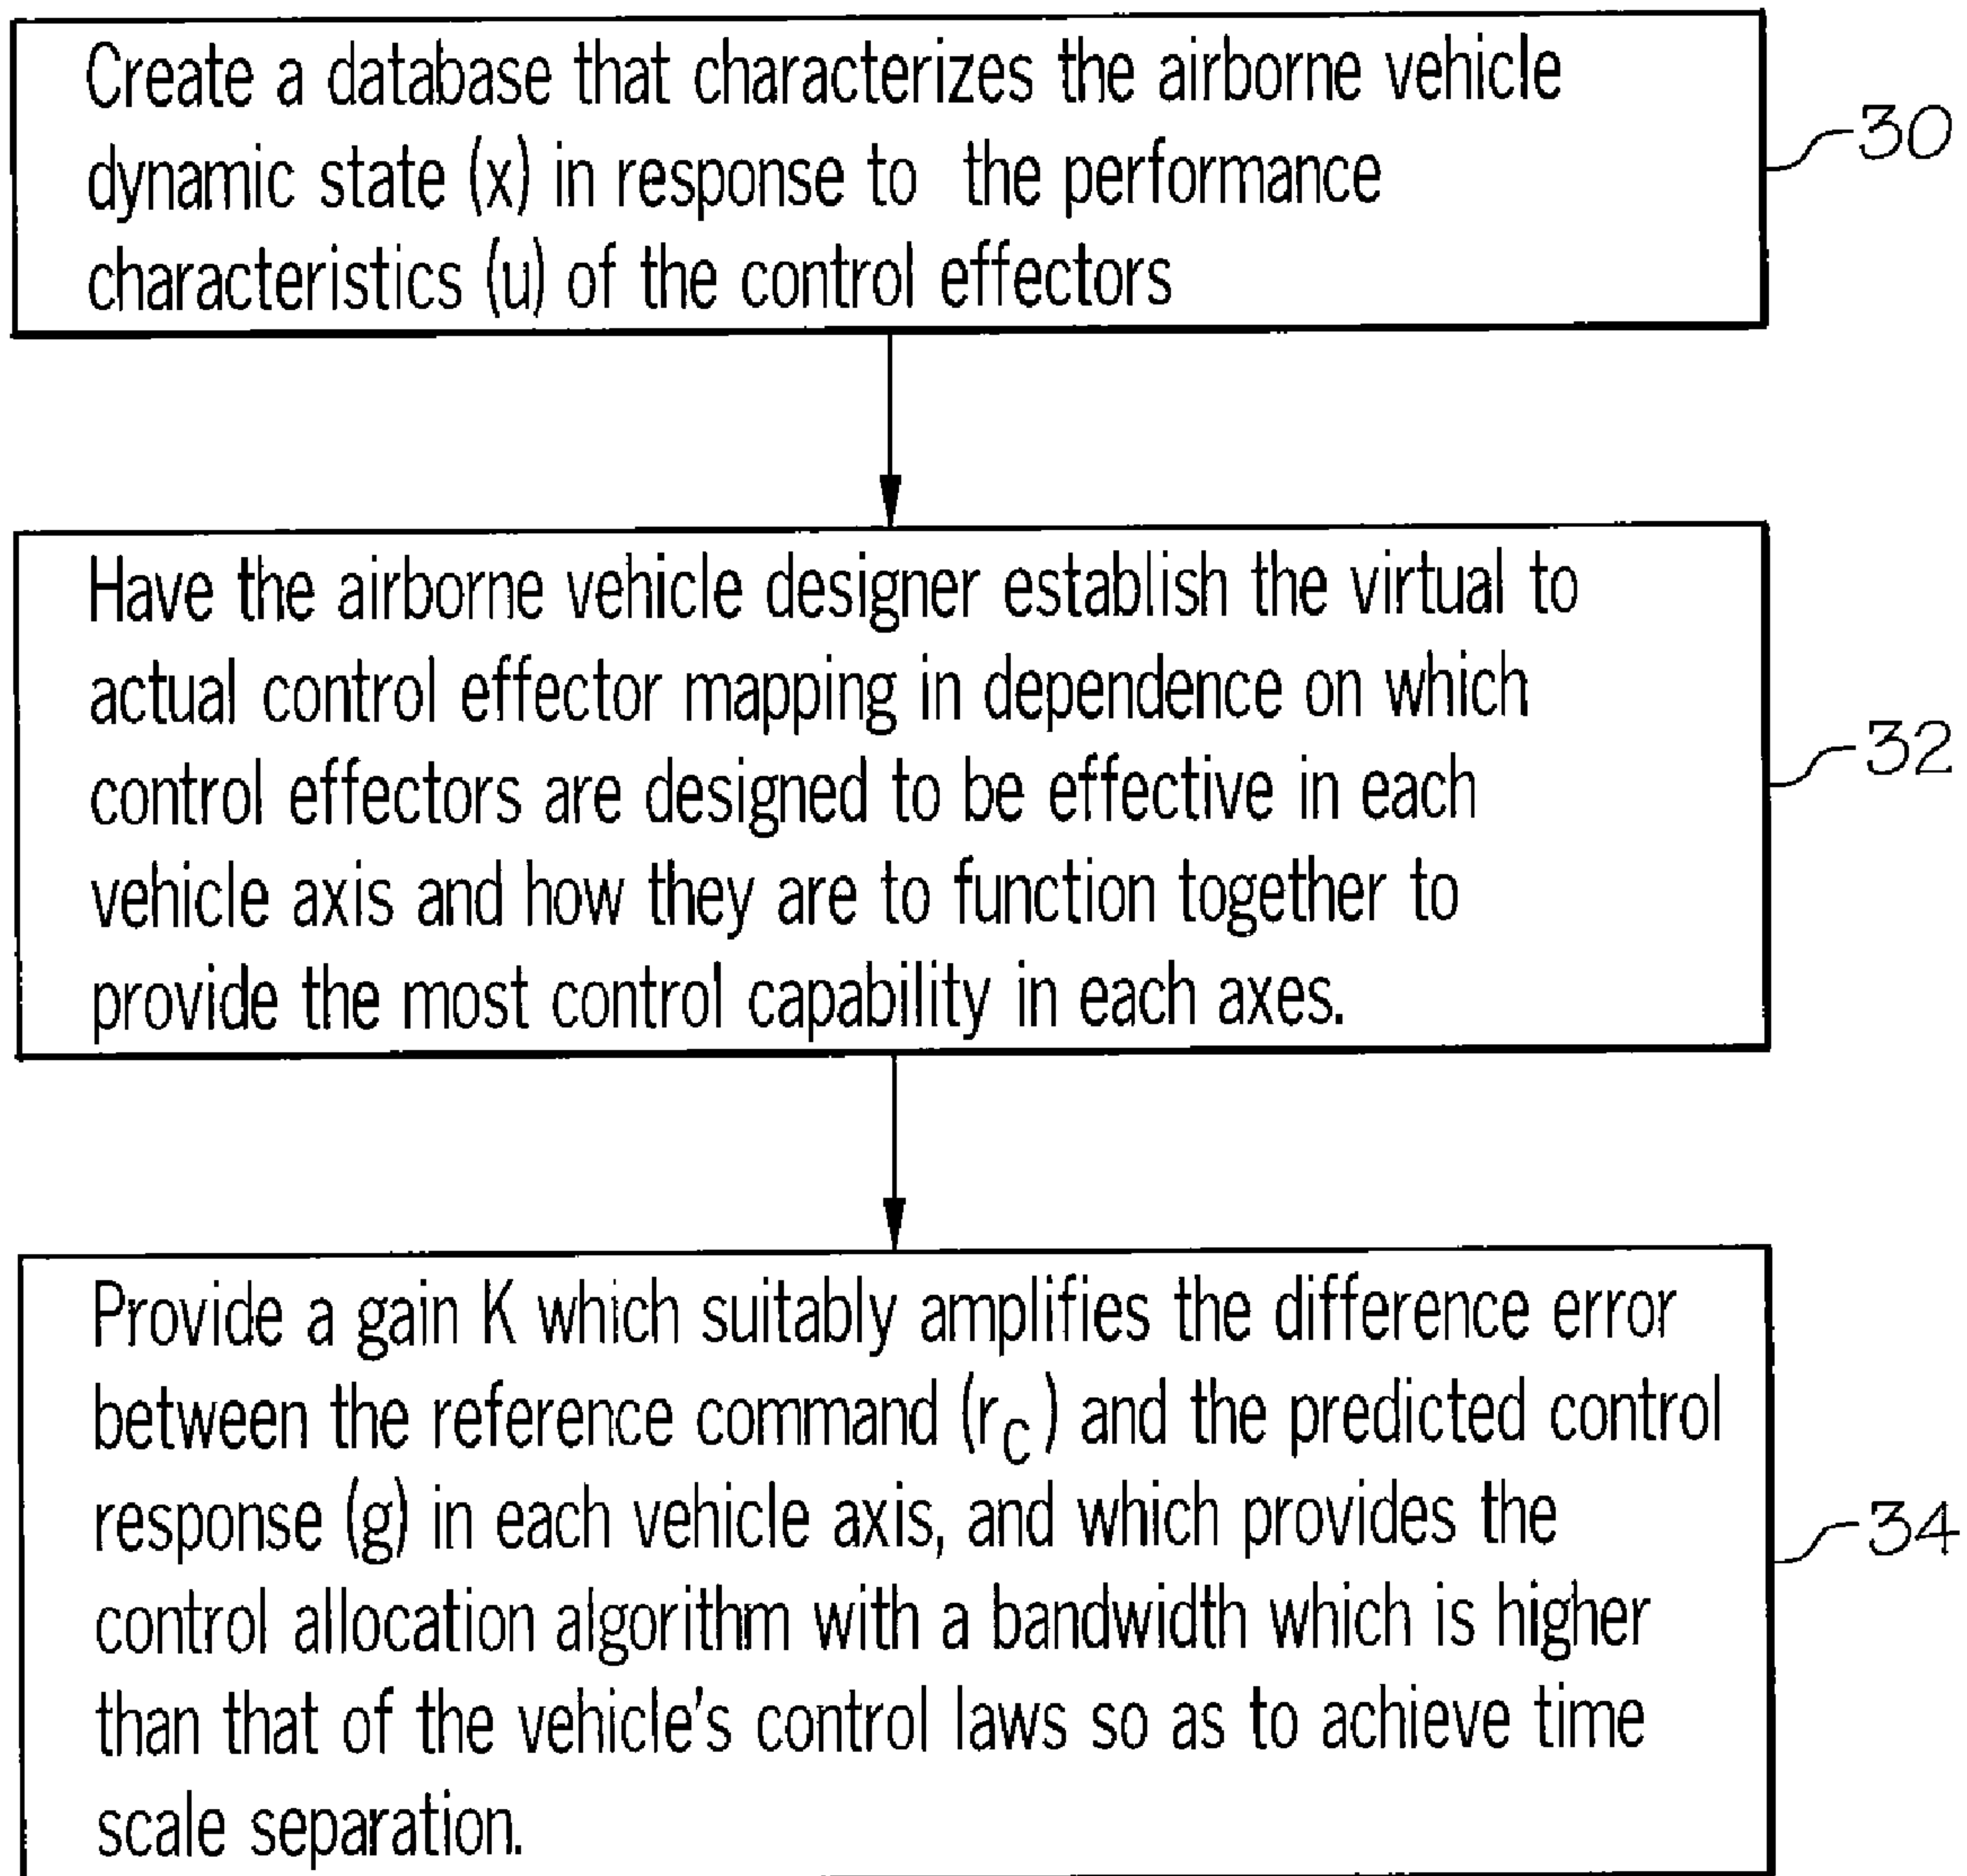 Create a database that characterizes the airborne vehicle
dynamic state (x) in response to the performance
characteristics (u) of the control effectors
30
Have the airborne vehicle designer establish the virtual to
actual control effector mapping in dependence on which
control effectors are designed to be effective in each
vehicle axis and how they are to function together to
provide the most control capability in each axes.
32
Provide a gain K which suitably amplifies the difference error
between the reference command (rc) and the predicted control
response (g) in each vehicle axis, and which provides the
control allocation algorithm with a bandwidth which is higher
than that of the vehicle's control laws so as to achieve time
scale separation.
34